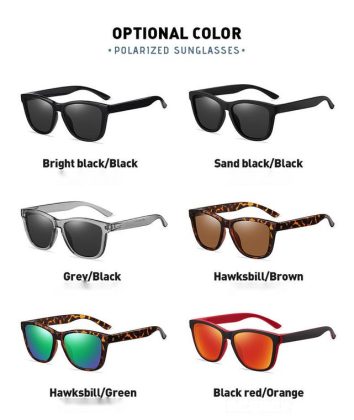 OPTIONAL COLOR
• POLARIZED SUNGLASSES •
Bright black/Black
Sand black/Black
Grey/Black
Hawksbill/Brown
Hawksbill/Green
Black red/Orange